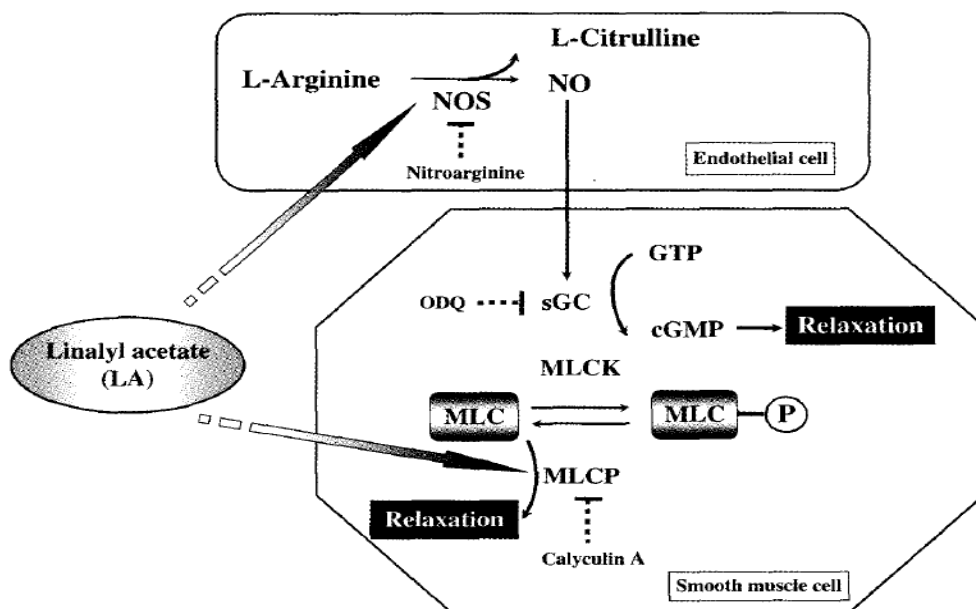 L-Citrulline
L-Arginine
NO
NOS
Nitroarginine
Endothelial cell
GTP
ODQ
sGC
cGMP
Relaxation
MLCK
Linalyl acetate
(LA)
MLC
MLC
P
MLCP
Relaxation
Calyculin A
Smooth muscle cell